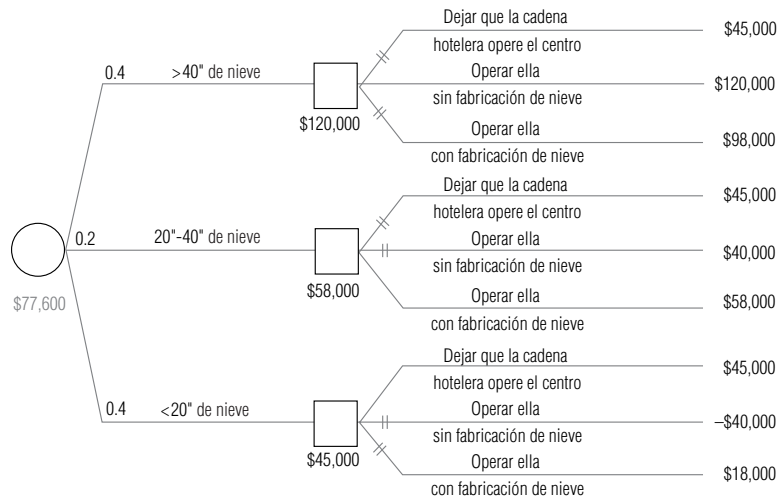 Dejar que la cadena
$45,000
hotelera opere el centro
0.4 >40" de nieve
Operar ella
$120,000
sin fabricación de nieve
$120,000
Operar ella
$98,000
con fabricación de nieve
Dejar que la cadena
$45,000
hotelera opere el centro
0.2 20"-40" de nieve
Operar ella
$40,000
sin fabricación de nieve
$58,000
Operar ella
$58,000
con fabricación de nieve
$77,600
Dejar que la cadena
$45,000
hotelera opere el centro
0.4 <20" de nieve
Operar ella
–$40,000
sin fabricación de nieve
$45,000
Operar ella
$18,000
con fabricación de nieve